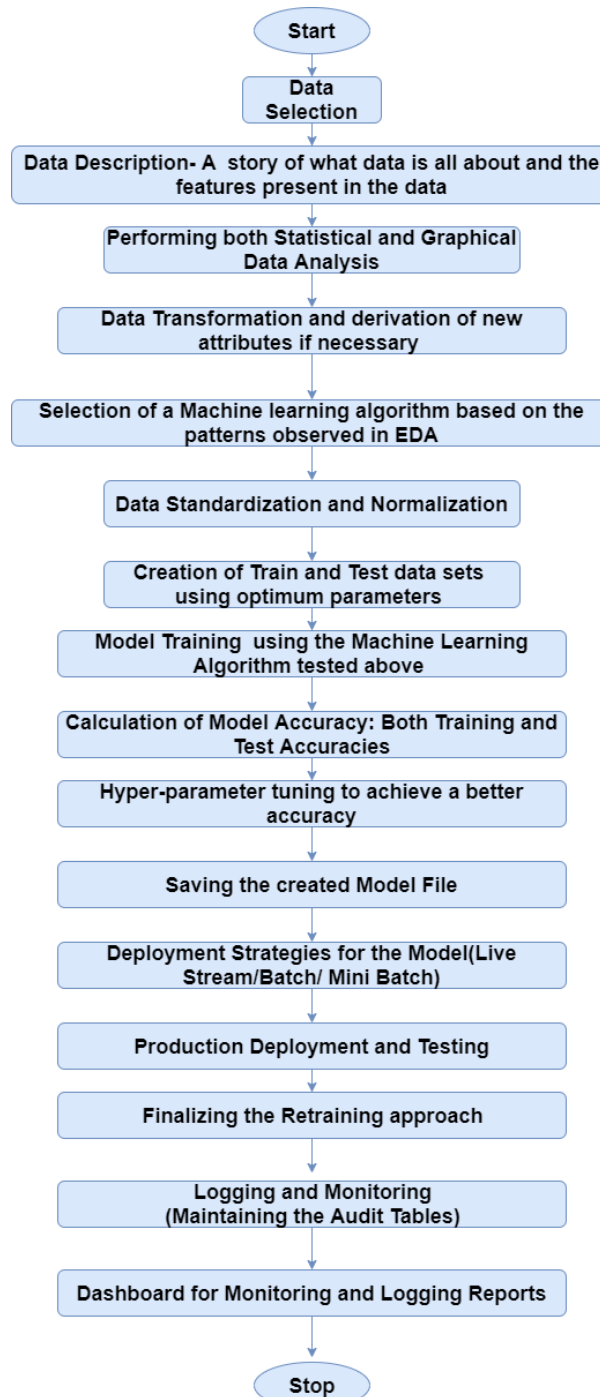 Start
Data
Selection
Data Description- A story of what data is all about and the
features present in the data
Performing both Statistical and Graphical
Data Analysis
Data Transformation and derivation of new
attributes if necessary
Selection of a Machine learning algorithm based on the
patterns observed in EDA
Data Standardization and Normalization
Creation of Train and Test data sets
using optimum parameters
Model Training using the Machine Learning
Algorithm tested above
Calculation of Model Accuracy: Both Training and
Test Accuracies
Hyper-parameter tuning to achieve a better
accuracy
Saving the created Model File
Deployment Strategies for the Model(Live
Stream/Batch/ Mini Batch)
Production Deployment and Testing
Finalizing the Retraining approach
Logging and Monitoring
(Maintaining the Audit Tables)
Dashboard for Monitoring and Logging Reports
Stop